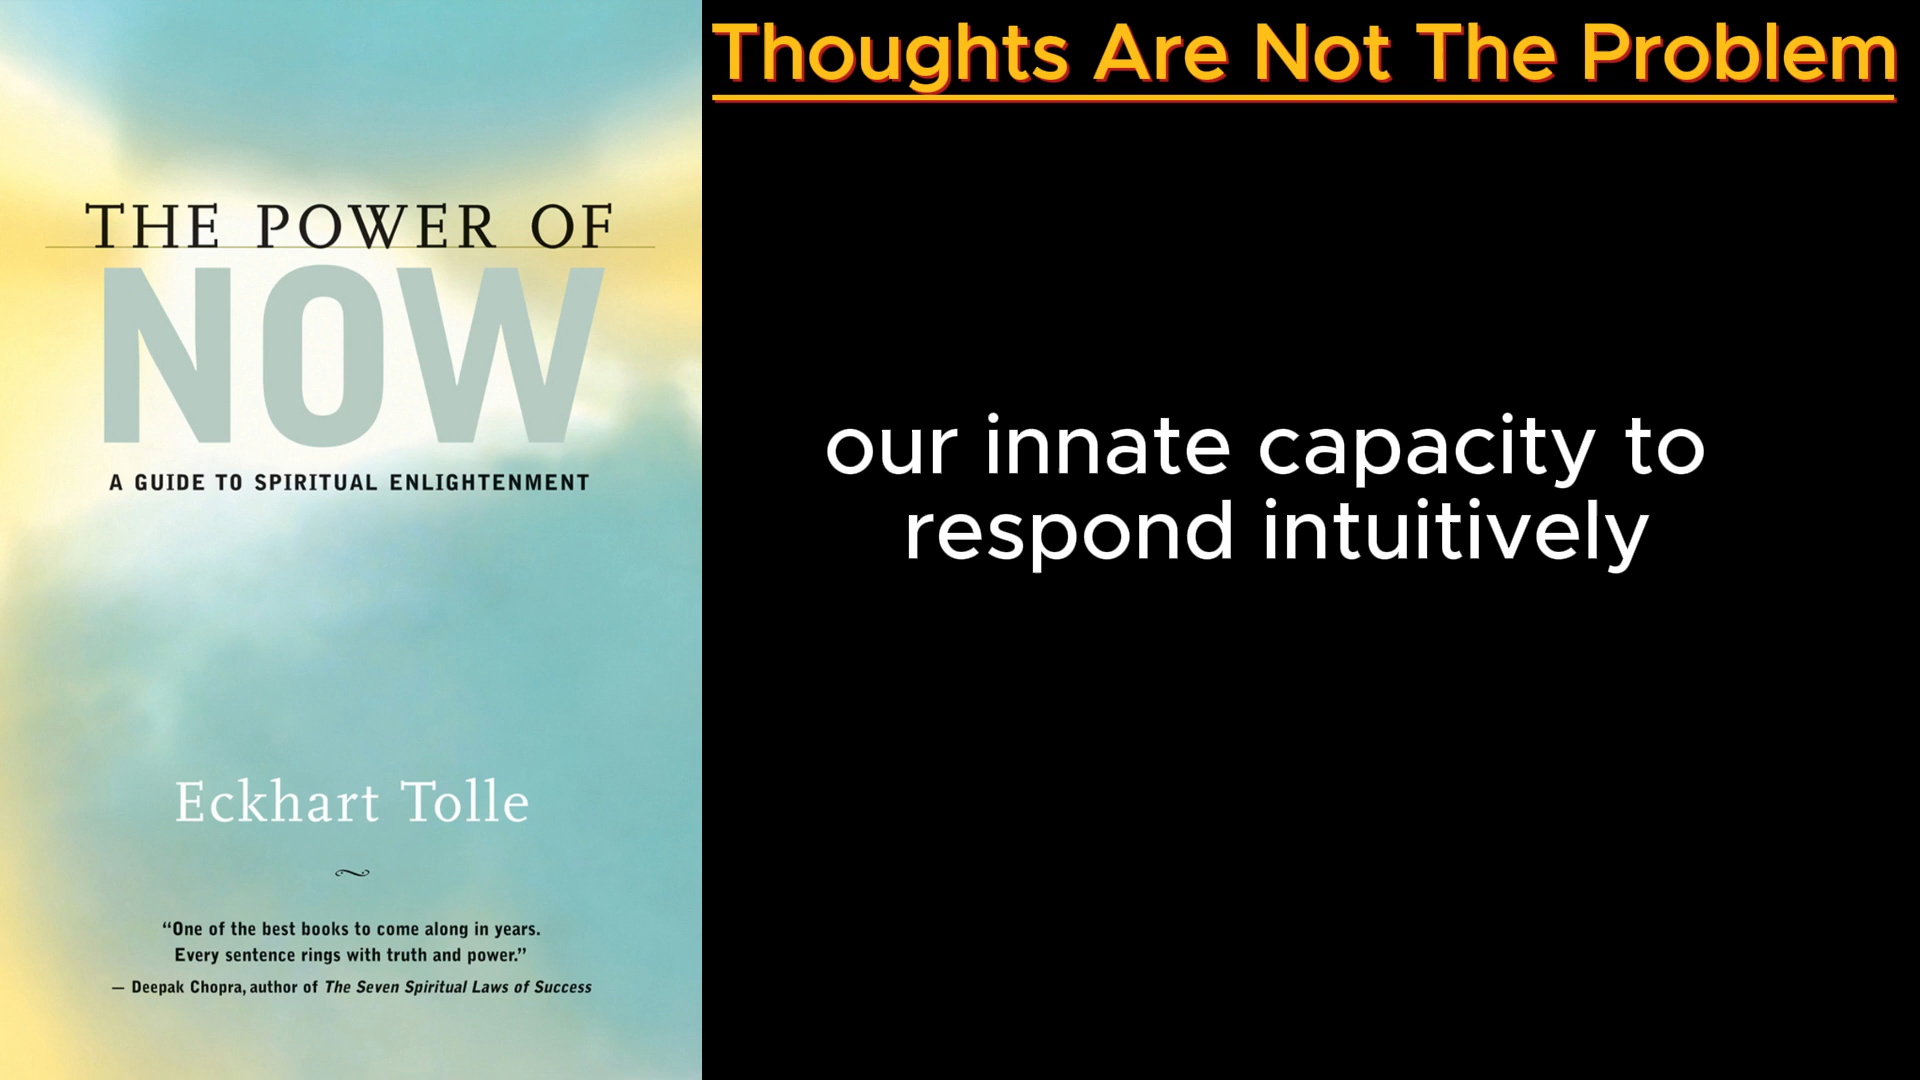 THE POWER OF
NOW
A GUIDE TO SPIRITUAL ENLIGHTENMENT
Eckhart Tolle
“One of the best books to come along in years.
Every sentence rings with truth and power.”
— Deepak Chopra, author of The Seven Spiritual Laws of Success
Thoughts Are Not The Problem
our innate capacity to
respond intuitively